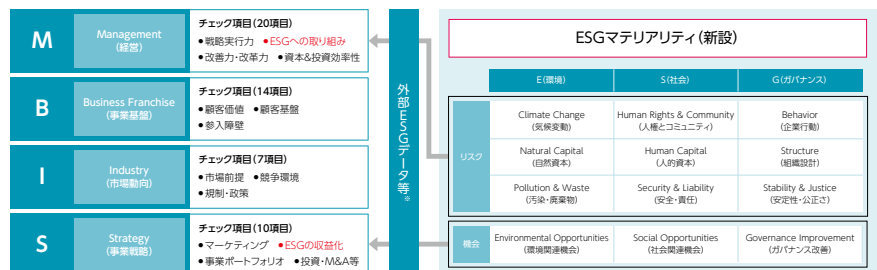 M
Management
(経営)
チェック項目(20項目)
●戦略実行力 ●ESGへの取り組み
●改善力・改革力 ●資本&投資効率性
B
Business Franchise
(事業基盤)
チェック項目(14項目)
●顧客価値 ●顧客基盤
●参入障壁
I
Industry
(市場動向)
チェック項目(7項目)
●市場前提 ●競争環境
●規制・政策
S
Strategy
(事業戦略)
チェック項目(10項目)
●マーケティング ●ESGの収益化
●事業ポートフォリオ ●投資・M&A等
外部ESGデータ等※
ESGマテリアリティ(新設)
E(環境) S(社会) G(ガバナンス)
リスク
Climate Change Human Rights & Community Behavior
(気候変動) (人権とコミュニティ) (企業行動)
Natural Capital Human Capital Structure
(自然資本) (人的資本) (組織設計)
Pollution & Waste Security & Liability Stability & Justice
(汚染・廃棄物) (安全・責任) (安定性・公正さ)
機会
Environmental Opportunities Social Opportunities Governance Improvement
(環境関連機会) (社会関連機会) (ガバナンス改善)